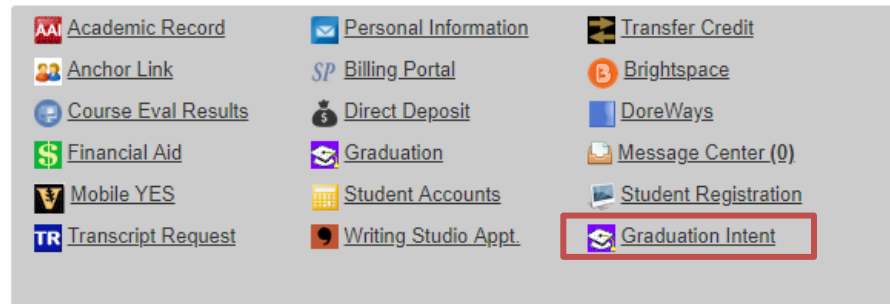 AAI Academic Record Personal Information Transfer Credit
Anchor Link SP Billing Portal B Brightspace
Course Eval Results $ Direct Deposit DoreWays
$ Financial Aid Graduation Message Center (0)
V Mobile YES Student Accounts Student Registration
TR Transcript Request Writing Studio Appt. Graduation Intent